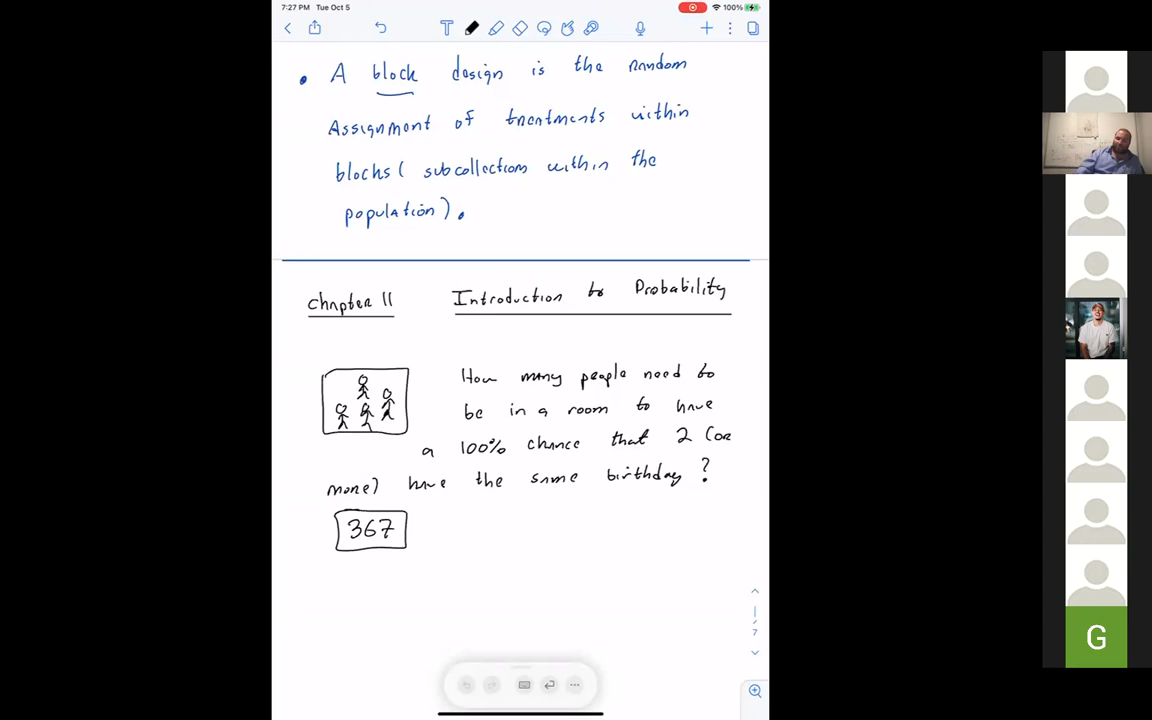 7:27 PM Tue Oct 5
100%
• A block design is the random
Assignment of treatments within
blocks ( subcollections within the
population).
Chapter 11 Introduction to Probability
How many people need to
be in a room to have
a 100% chance that 2 (or
more) have the same birthday?
367
1
7
G